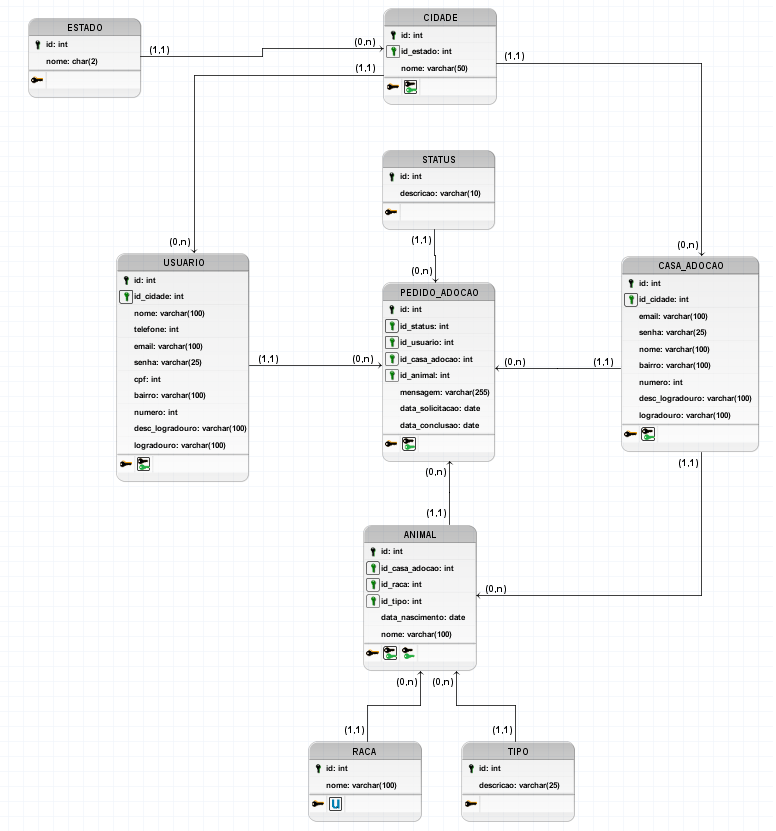 ESTADO
id: int
nome: char(2)
(1,1)
(0,n)
CIDADE
id: int
id_estado: int
nome: varchar(50)
(1,1)
(1,1)
STATUS
id: int
descricao: varchar(10)
(1,1)
(0,n)
(0,n)
USUARIO
id: int
id_cidade: int
nome: varchar(100)
telefone: int
email: varchar(100)
senha: varchar(25)
cpf: int
bairro: varchar(100)
numero: int
desc_logradouro: varchar(100)
logradouro: varchar(100)
(1,1)
(0,n)
PEDIDO_ADOCAO
id: int
id_status: int
id_usuario: int
id_casa_adocao: int
id_animal: int
mensagem: varchar(255)
data_solicitacao: date
data_conclusao: date
(0,n)
(1,1)
(0,n)
CASA_ADOCAO
id: int
id_cidade: int
email: varchar(100)
senha: varchar(25)
nome: varchar(100)
bairro: varchar(100)
numero: int
desc_logradouro: varchar(100)
logradouro: varchar(100)
(1,1)
(0,n)
(1,1)
ANIMAL
id: int
id_casa_adocao: int
id_raca: int
id_tipo: int
data_nascimento: date
nome: varchar(100)
(0,n)
(0,n)
(0,n)
(1,1)
(1,1)
RACA
id: int
nome: varchar(100)
U
TIPO
id: int
descricao: varchar(25)